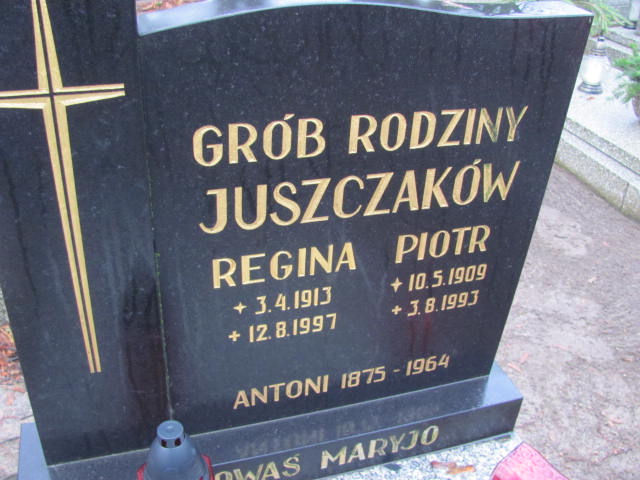 GRÓB RODZINY
JUSZCZAKÓW
REGINA PIOTR
+ 3.4.1913 + 10.5.1909
+ 12.8.1997 + 3.8.1993
ANTONI 1875 - 1964
MARYJO